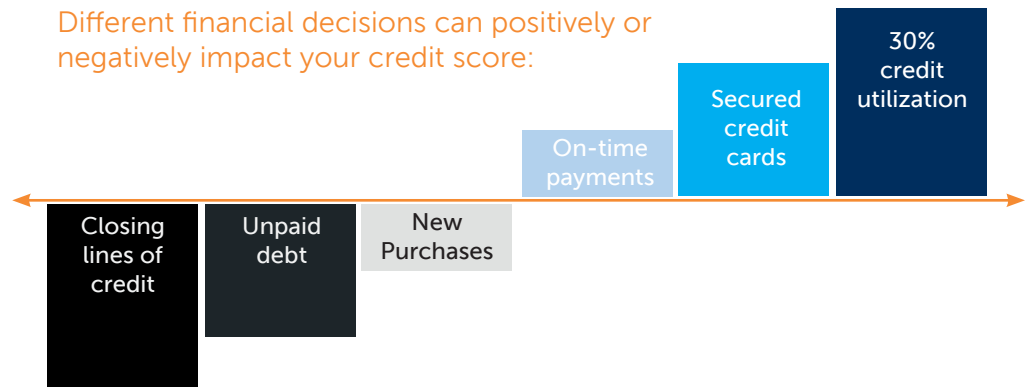 Different financial decisions can positively or
negatively impact your credit score:
30%
credit
utilization
Secured
credit
cards
On-time
payments
Closing
lines of
credit
Unpaid
debt
New
Purchases